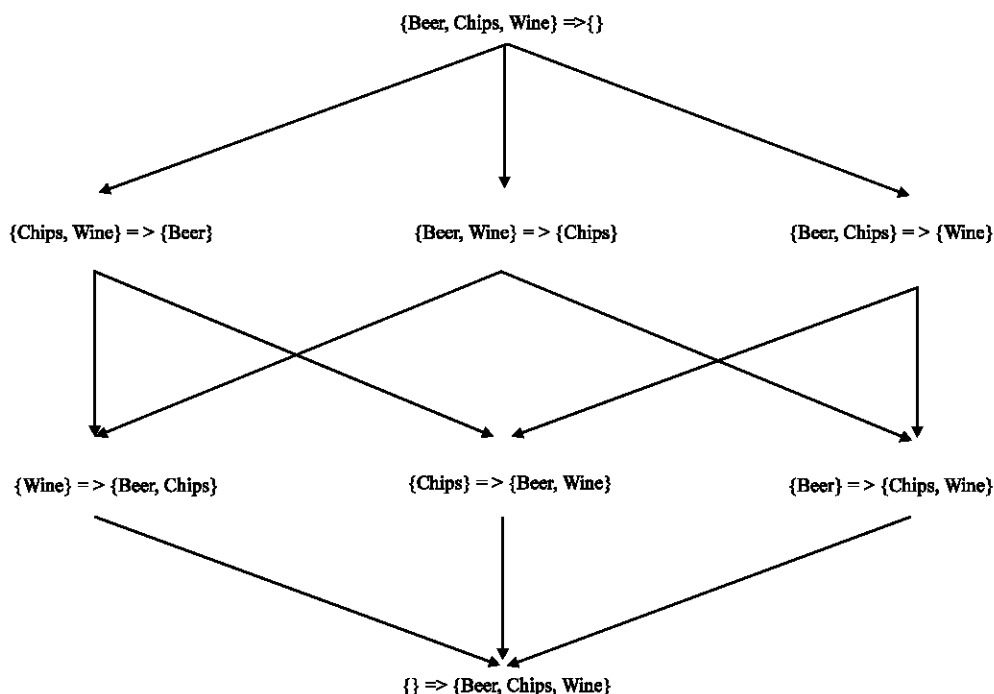 {Beer, Chips, Wine} =>{}
{Chips, Wine} = > {Beer}
{Beer, Wine} = > {Chips}
{Beer, Chips} = > {Wine}
{Wine} = > {Beer, Chips}
{Chips} = > {Beer, Wine}
{Beer} = > {Chips, Wine}
{} => {Beer, Chips, Wine}